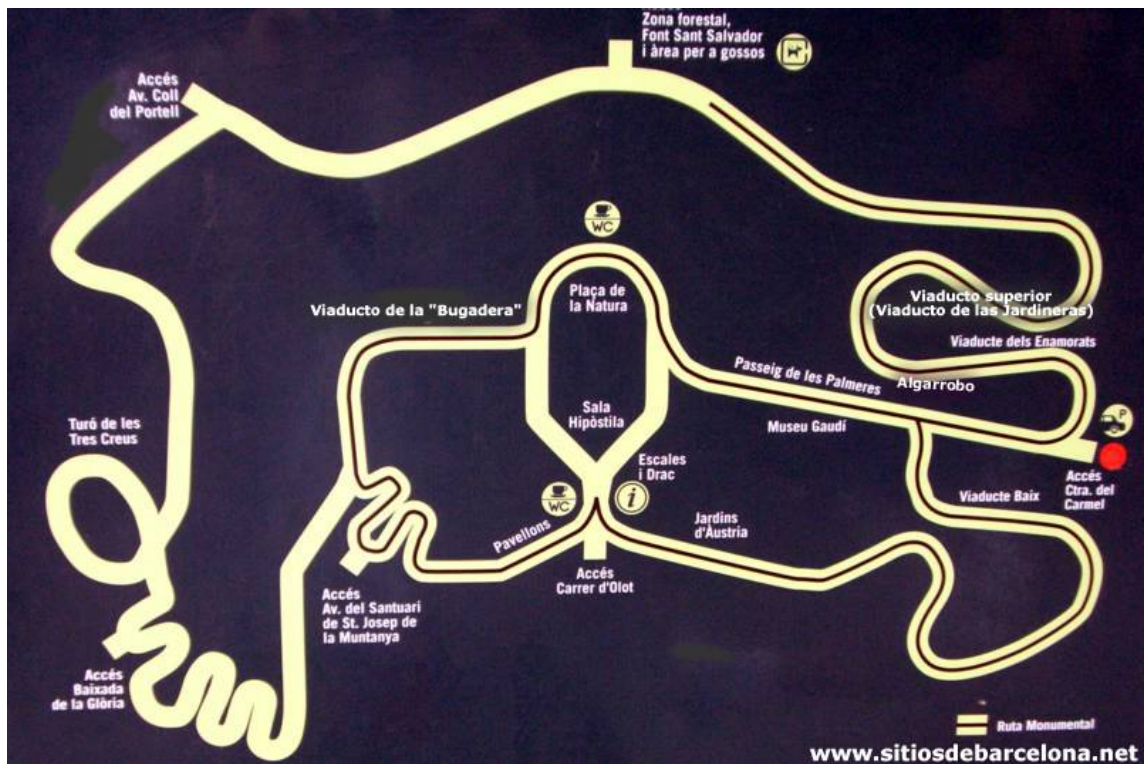 Zona forestal,
Font Sant Salvador
i àrea per a gossos
Accés
Av. Coll
del Portell
WC
Plaça de
la Natura
Viaducto de la "Bugadera"
Viaducto superior
(Viaducto de las Jardineras)
Viaducte dels Enamorats
Passeig de les Palmeres
Algarrobo
Sala
Hipòstila
Museu Gaudí
P
Turó de les
Tres Creus
Escales
i Drac
Accés
Ctra. del
Carmel
WC
i
Viaducte Baix
Pavellons
Jardins
d'Àustria
Accés
Carrer d'Olot
Accés
Av. del Santuari
de St. Josep de
la Muntanya
Accés
Baixada
de la Glòria
Ruta Monumental
www.sitiosdebarcelona.net